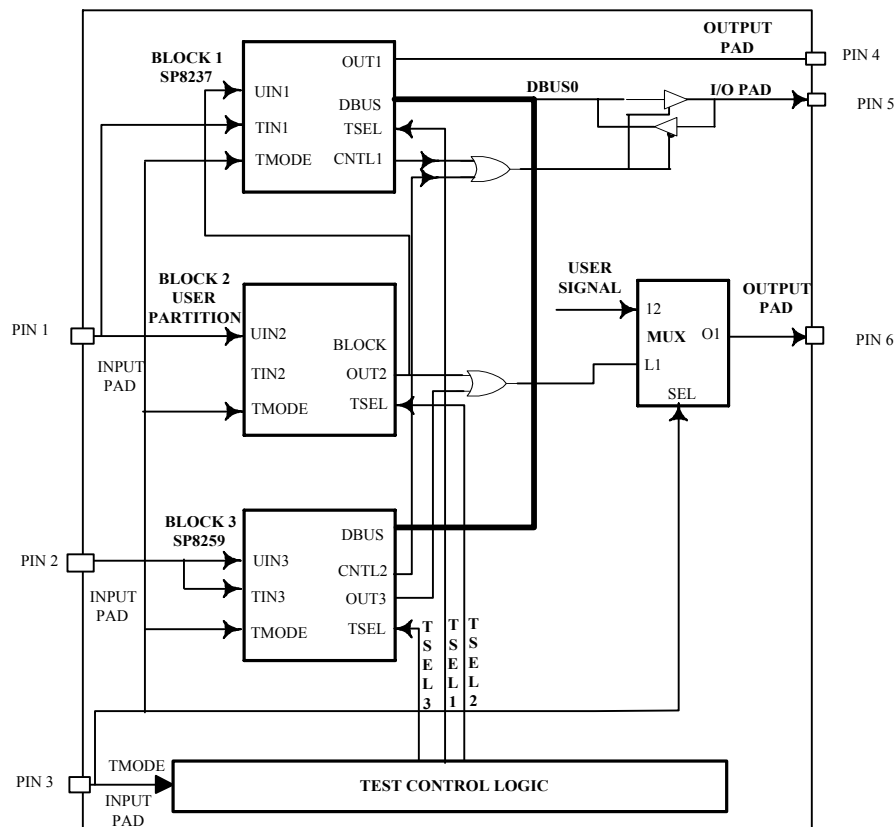 OUTPUT
PAD
PIN 4
BLOCK 1
SP8237
OUT1
UIN1
DBUS
DBUS0
I/O PAD
PIN 5
TIN1
TSEL
TMODE
CNTL1
BLOCK 2
USER
PARTITION
USER
SIGNAL
OUTPUT
PAD
PIN 1
UIN2
12
MUX
O1
PIN 6
BLOCK
INPUT
PAD
TIN2
OUT2
L1
TMODE
TSEL
SEL
BLOCK 3
SP8259
DBUS
PIN 2
UIN3
CNTL2
INPUT
PAD
TIN3
OUT3
TMODE
TSEL
TSEL3
TSEL1
TSEL2
PIN 3
TMODE
INPUT
PAD
TEST CONTROL LOGIC